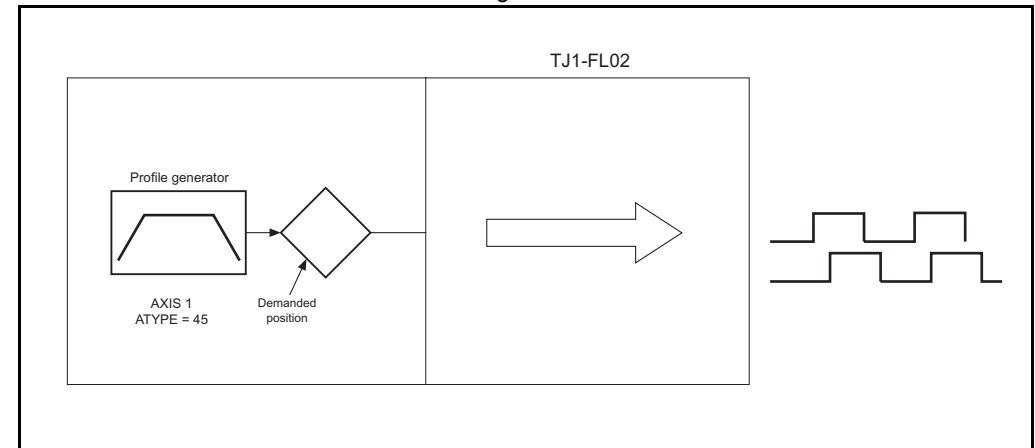 TJ1-FL02
Profile generator
AXIS 1
ATYPE = 45
Demanded
position